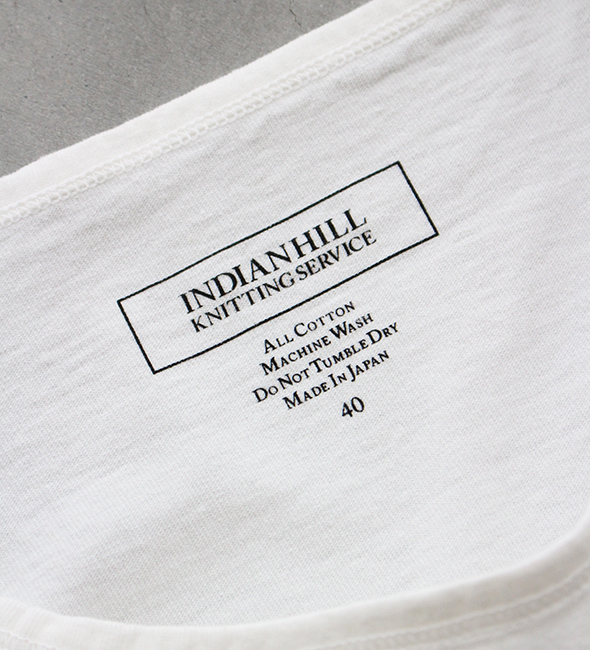 INDIANHILL
KNITTING SERVICE
ALL COTTON
MACHINE WASH
DO NOT TUMBLE DRY
MADE IN JAPAN
40